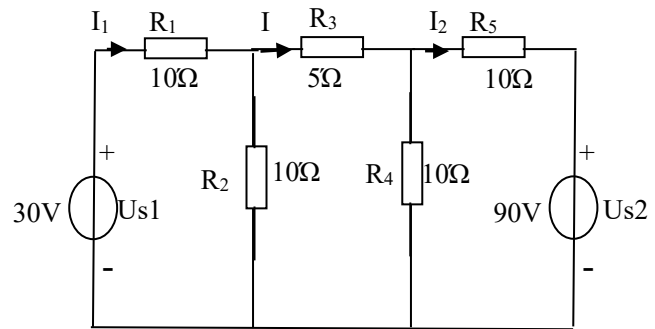 I₁ R₁ I R₃ I₂ R₅
10Ω 5Ω 10Ω
+ R₂ 10Ω R₄ 10Ω +
30V Us1 90V Us2
- -